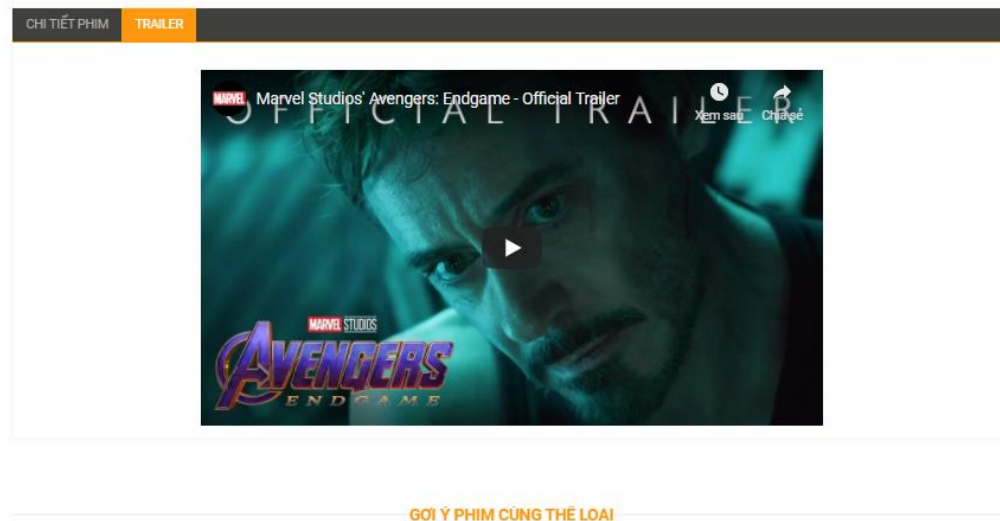 CHI TIẾT PHIM TRAILER
MARVEL Marvel Studios' Avengers: Endgame - Official Trailer
OFFICIAL TRAILER
Xem sau Chia sẻ
MARVEL STUDIOS
AVENGERS
ENDGAME
GỢI Ý PHIM CÙNG THỂ LOẠI